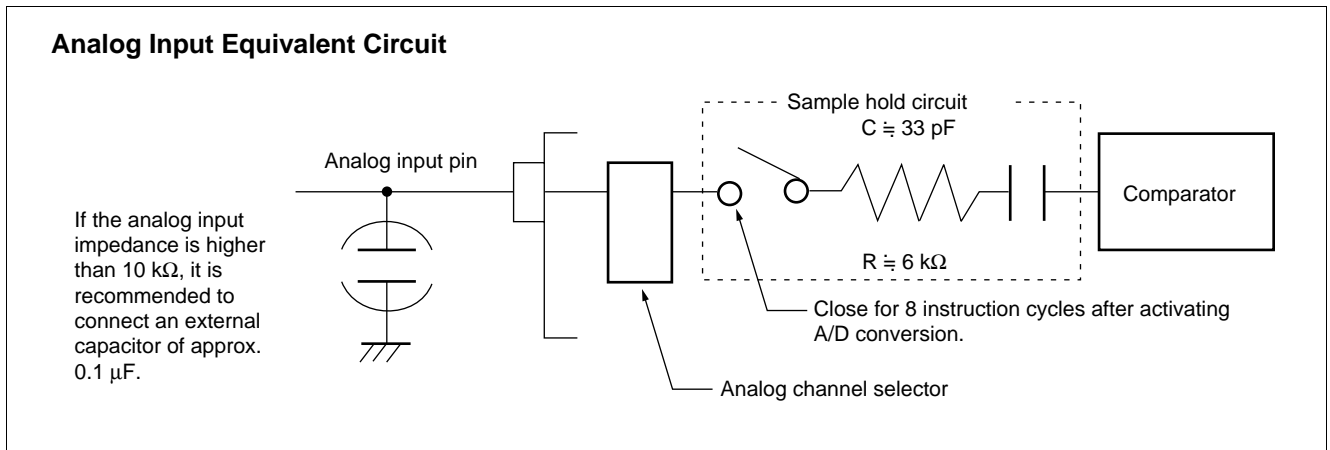 Analog Input Equivalent Circuit
Sample hold circuit
C ≒ 33 pF
Analog input pin
Comparator
If the analog input
impedance is higher
than 10 kΩ, it is
recommended to
connect an external
capacitor of approx.
0.1 μF.
R ≒ 6 kΩ
Close for 8 instruction cycles after activating
A/D conversion.
Analog channel selector